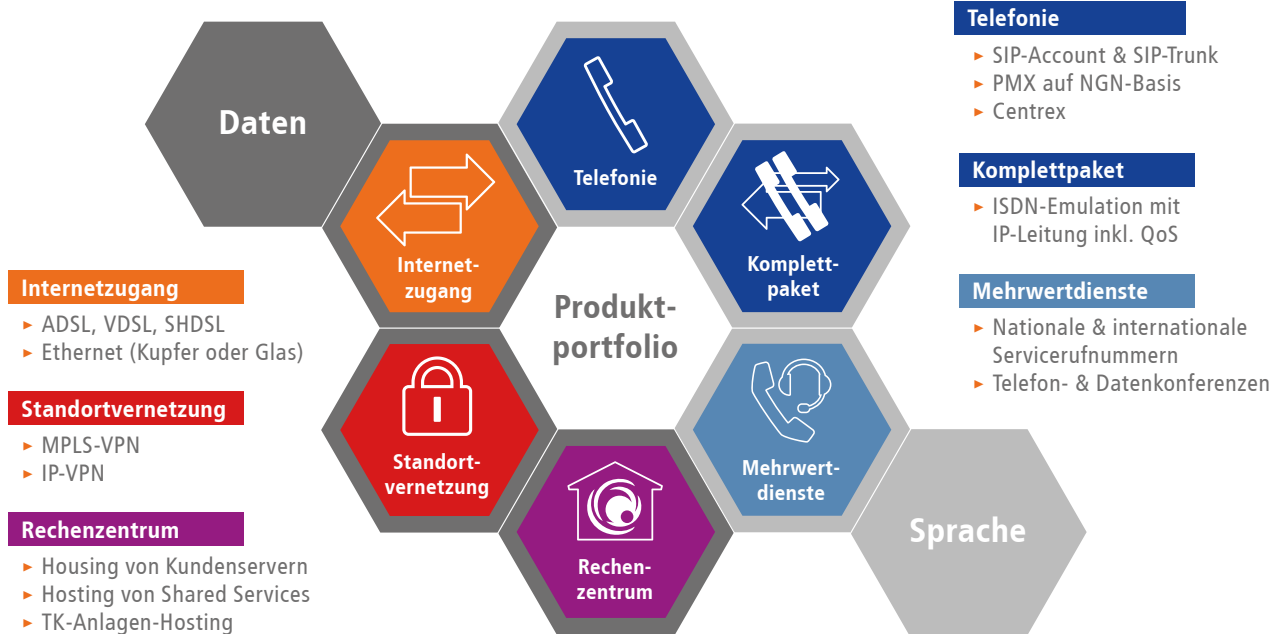 Daten
Telefonie
Internet-
zugang
Komplett-
paket
Produkt-
portfolio
Standort-
vernetzung
Mehrwert-
dienste
Rechen-
zentrum
Sprache
Internetzugang
► ADSL, VDSL, SHDSL
► Ethernet (Kupfer oder Glas)
Standortvernetzung
► MPLS-VPN
► IP-VPN
Rechenzentrum
► Housing von Kundenservern
► Hosting von Shared Services
► TK-Anlagen-Hosting
Telefonie
► SIP-Account & SIP-Trunk
► PMX auf NGN-Basis
► Centrex
Komplettpaket
► ISDN-Emulation mit
IP-Leitung inkl. QoS
Mehrwertdienste
► Nationale & internationale
Servicerufnummern
► Telefon- & Datenkonferenzen